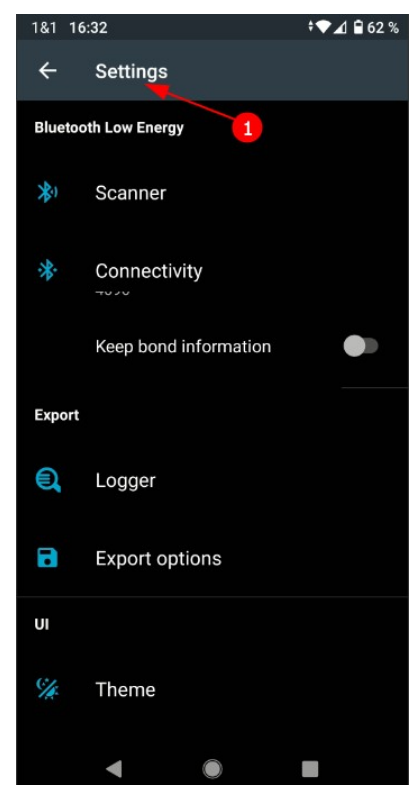 1&1 16:32 62 %
Settings
1
Bluetooth Low Energy
Scanner
Connectivity
Keep bond information
Export
Logger
Export options
UI
Theme